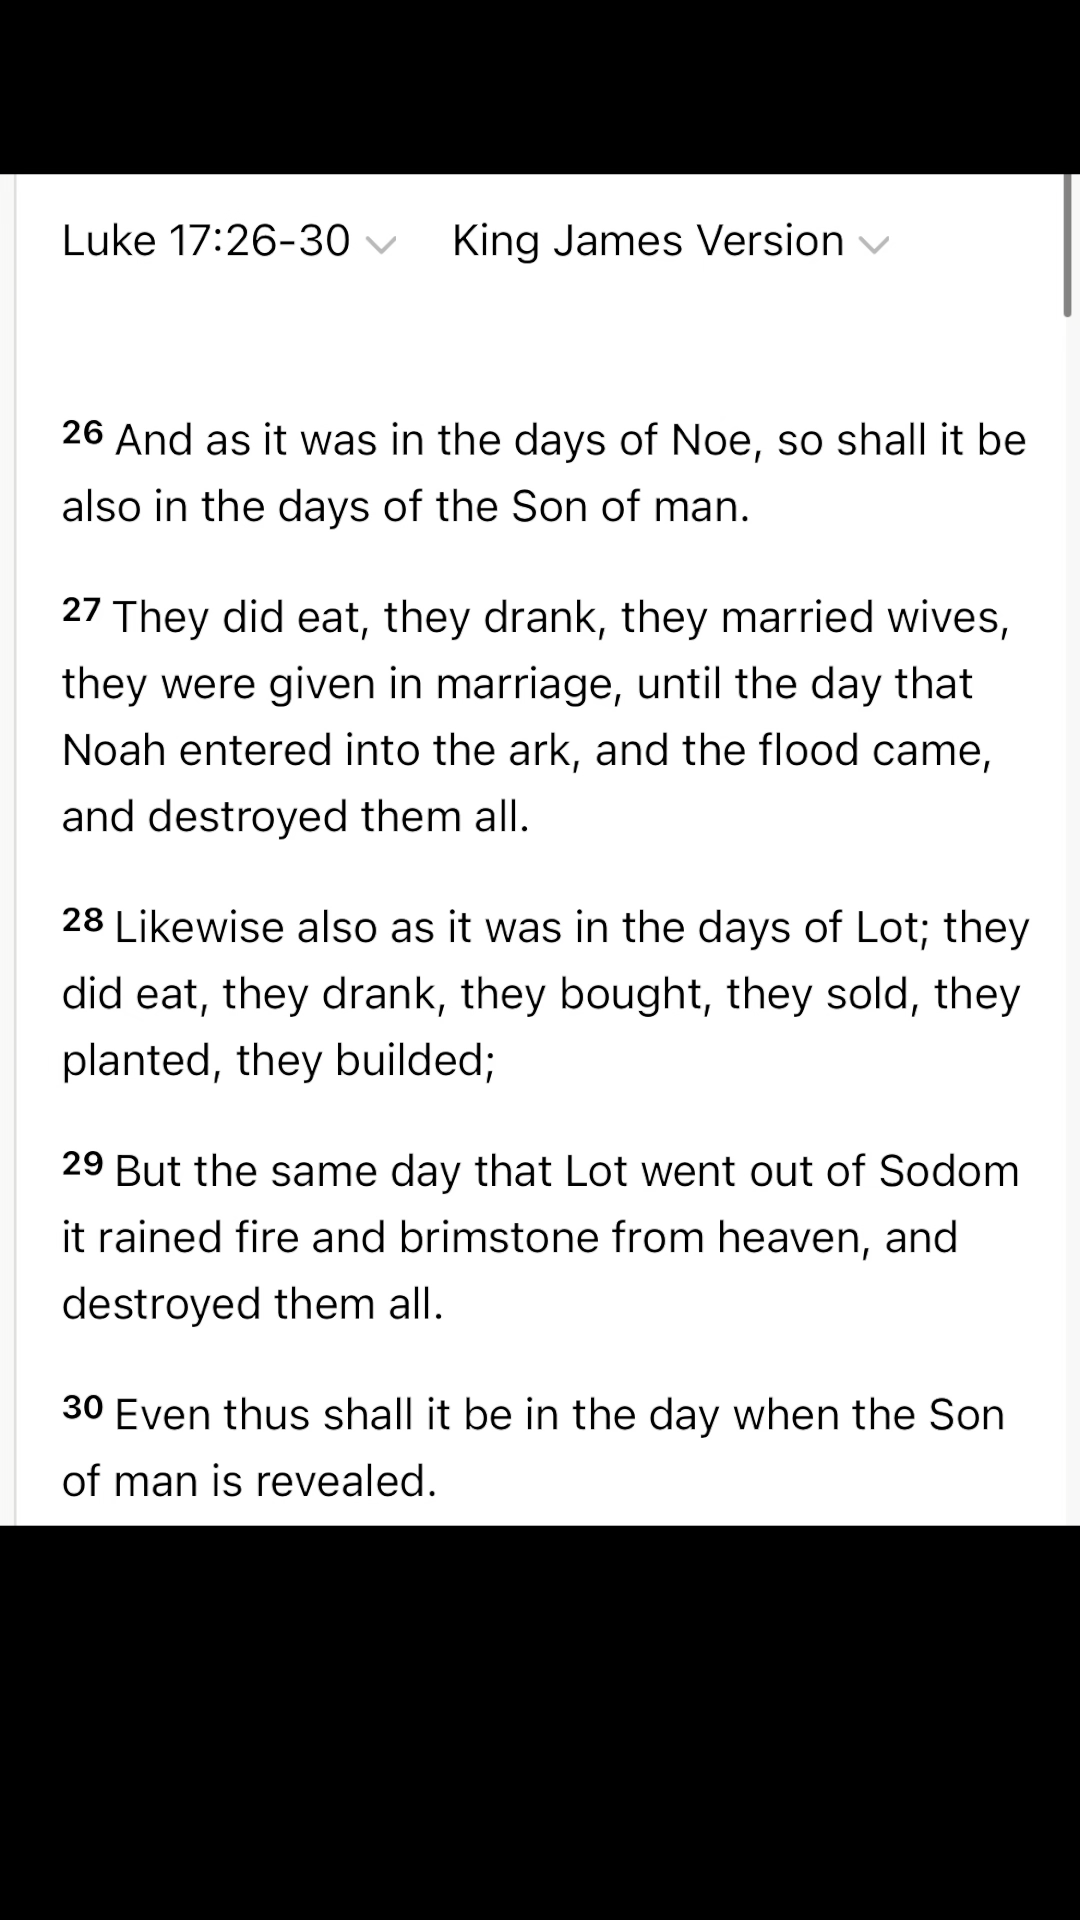 Luke 17:26-30 King James Version
26 And as it was in the days of Noe, so shall it be
also in the days of the Son of man.
27 They did eat, they drank, they married wives,
they were given in marriage, until the day that
Noah entered into the ark, and the flood came,
and destroyed them all.
28 Likewise also as it was in the days of Lot; they
did eat, they drank, they bought, they sold, they
planted, they builded;
29 But the same day that Lot went out of Sodom
it rained fire and brimstone from heaven, and
destroyed them all.
30 Even thus shall it be in the day when the Son
of man is revealed.